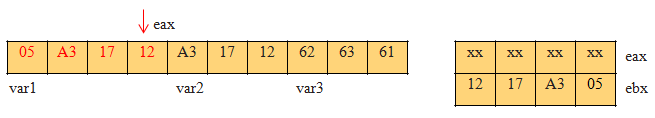 eax
05 A3 17 12 A3 17 12 62 63 61
var1 var2 var3
xx xx xx xx eax
12 17 A3 05 ebx